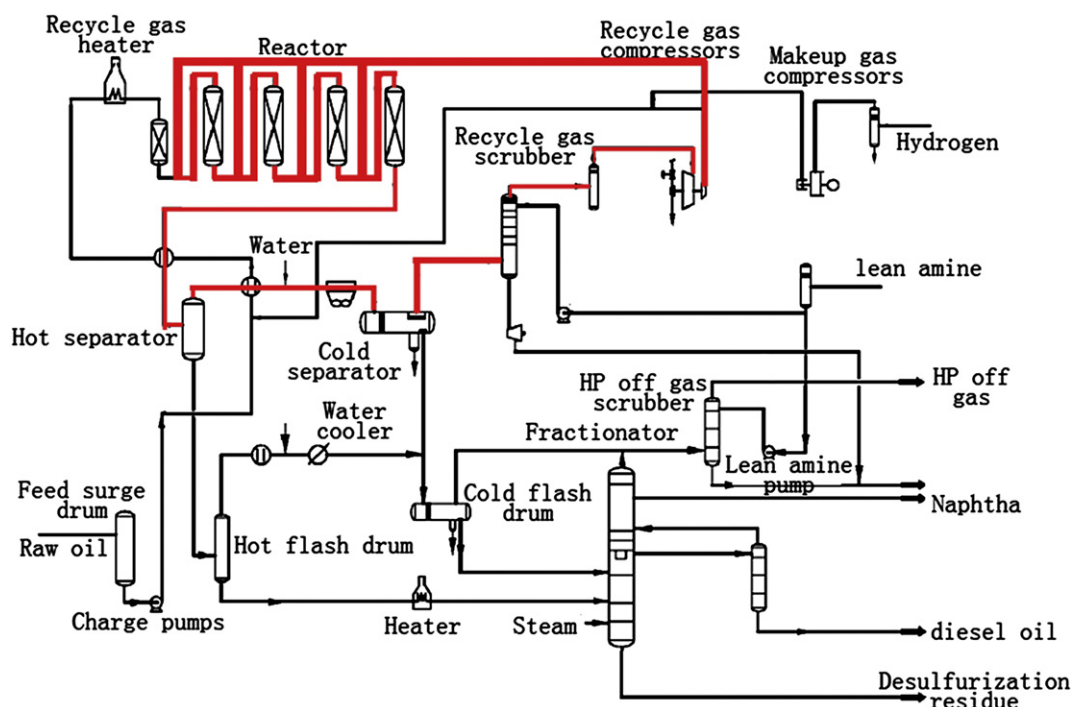 Recycle gas
heater
Reactor
Recycle gas
compressors
Makeup gas
compressors
Hydrogen
Recycle gas
scrubber
Water
lean amine
Hot separator
Cold
separator
HP off gas
scrubber
HP off
gas
Water
cooler
Fractionator
Lean amine
pump
Feed surge
drum
Cold flash
drum
Naphtha
Raw oil
Hot flash drum
Charge pumps
Heater
Steam
diesel oil
Desulfurization
residue